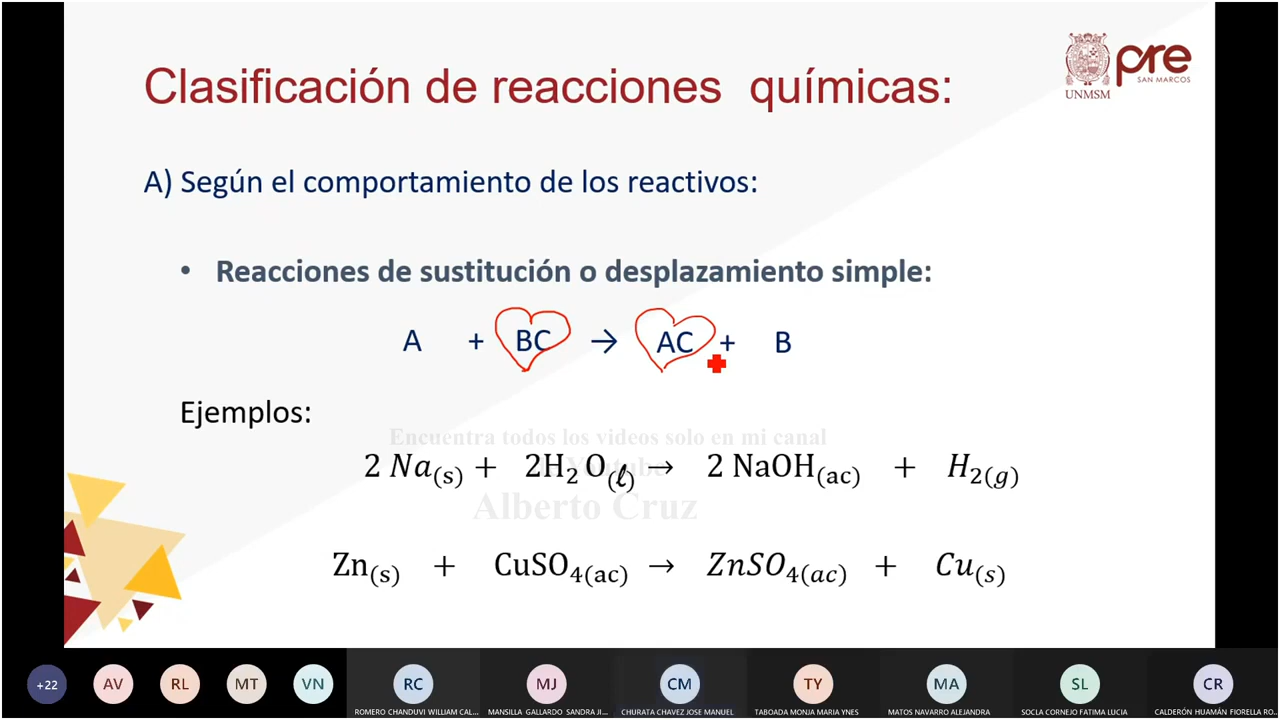 Clasificación de reacciones químicas:
pre
SAN MARCOS
UNMSM
A) Según el comportamiento de los reactivos:
• Reacciones de sustitución o desplazamiento simple:
A + BC → AC + B
Ejemplos:
Encuentra todos los videos solo en mi canal
2 Na(s) + 2H2 O(ℓ) → 2 NaOH(ac) + H2(g)
Alberto Cruz
Zn(s) + CuSO4(ac) → ZnSO4(ac) + Cu(s)
+22 AV RL MT VN RC MJ CM TY MA SL CR
ROMERO CHANDUVI WILLIAM CAL... MANSILLA GALLARDO SANDRA JI... CHURATA CHAVEZ JOSE MANUEL TABOADA MONJA MARIA YNES MATOS NAVARRO ALEJANDRA SOCLA CORNEJO FATIMA LUCIA CALDERÓN HUAMÁN FIORELLA RO...